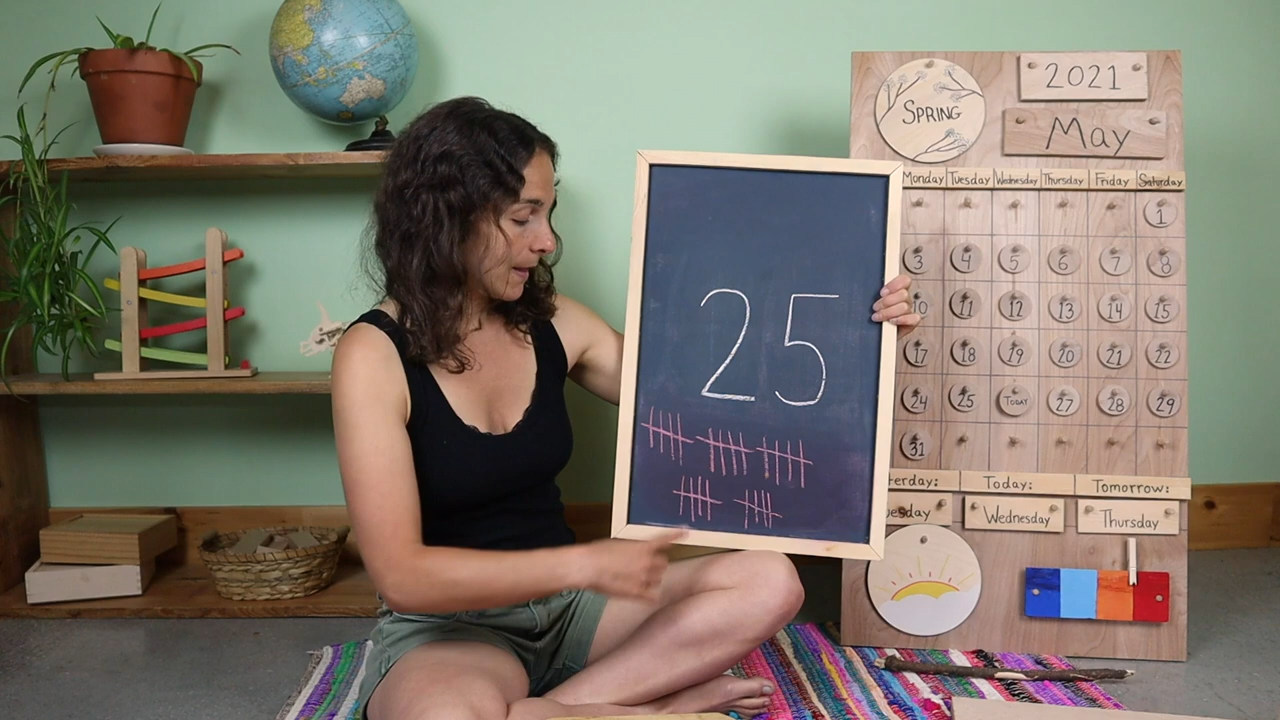 2021
SPRING
May
Monday Tuesday Wednesday Thursday Friday Saturday
1
3 4 5 6 7 8
10 11 12 13 14 15
17 18 19 20 21 22
24 25 TODAY 27 28 29
31
25
terday: Today: Tomorrow:
uesday Wednesday Thursday